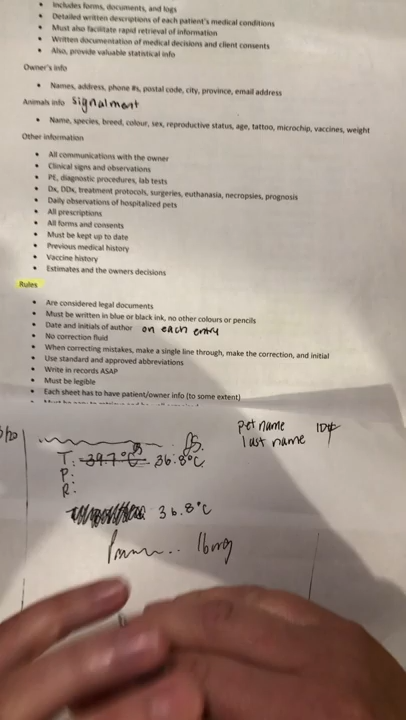 • Includes forms, documents, and logs
• Detailed written descriptions of each patient's medical conditions
• Must also facilitate rapid retrieval of information
• Written documentation of medical decisions and client consents
• Also, provide valuable statistical info
Owner's info
• Names, address, phone #s, postal code, city, province, email address
Animals info signalment
• Name, species, breed, colour, sex, reproductive status, age, tattoo, microchip, vaccines, weight
Other information
• All communications with the owner
• Clinical signs and observations
• PE, diagnostic procedures, lab tests
• Dx, DDx, treatment protocols, surgeries, euthanasia, necropsies, prognosis
• Daily observations of hospitalized pets
• All prescriptions
• All forms and consents
• Must be kept up to date
• Previous medical history
• Vaccine history
• Estimates and the owners decisions
Rules
• Are considered legal documents
• Must be written in blue or black ink, no other colours or pencils
• Date and initials of author on each entry
• No correction fluid
• When correcting mistakes, make a single line through, make the correction, and initial
• Use standard and approved abbreviations
• Write in records ASAP
• Must be legible
• Each sheet has to have patient/owner info (to some extent)
pet name ID#
last name
T: 39.7°C 36.8°C
P:
R:
36.8°C